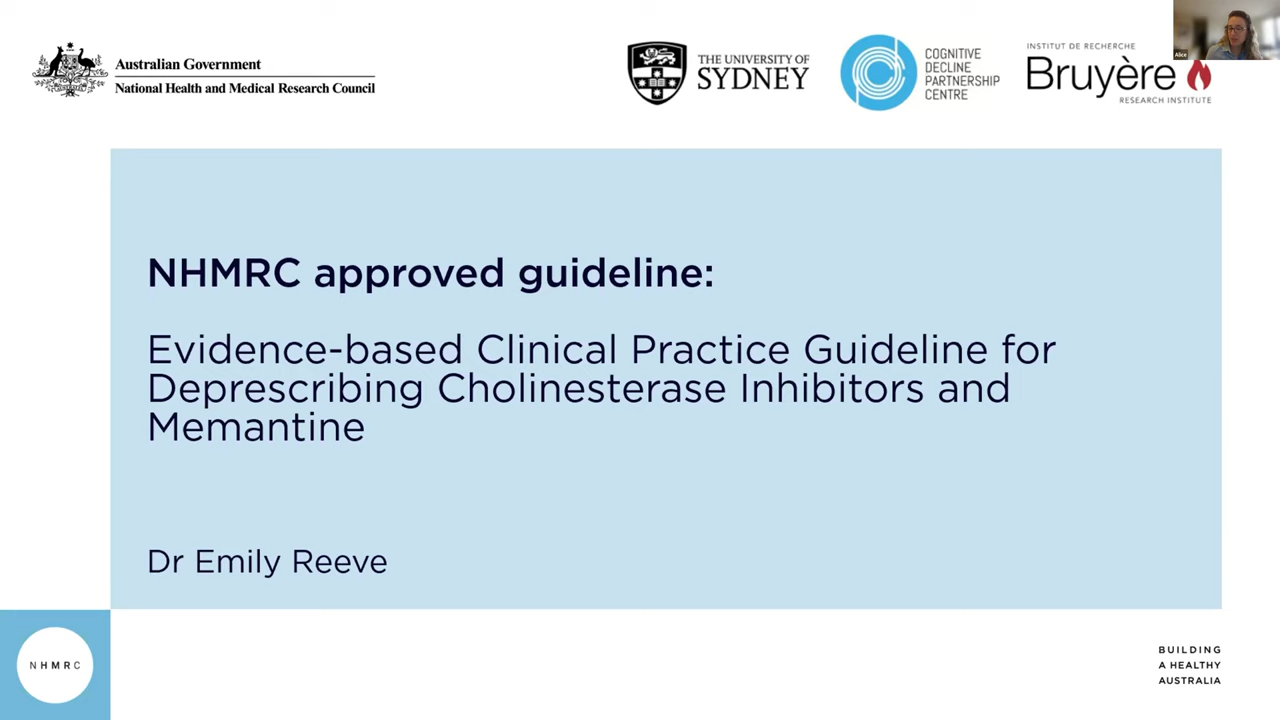 Australian Government
National Health and Medical Research Council
THE UNIVERSITY OF
SYDNEY
COGNITIVE
DECLINE
PARTNERSHIP
CENTRE
INSTITUT DE RECHERCHE
Bruyère
RESEARCH INSTITUTE
Alice
NHMRC approved guideline:
Evidence-based Clinical Practice Guideline for
Deprescribing Cholinesterase Inhibitors and
Memantine
Dr Emily Reeve
NHMRC
BUILDING
A HEALTHY
AUSTRALIA